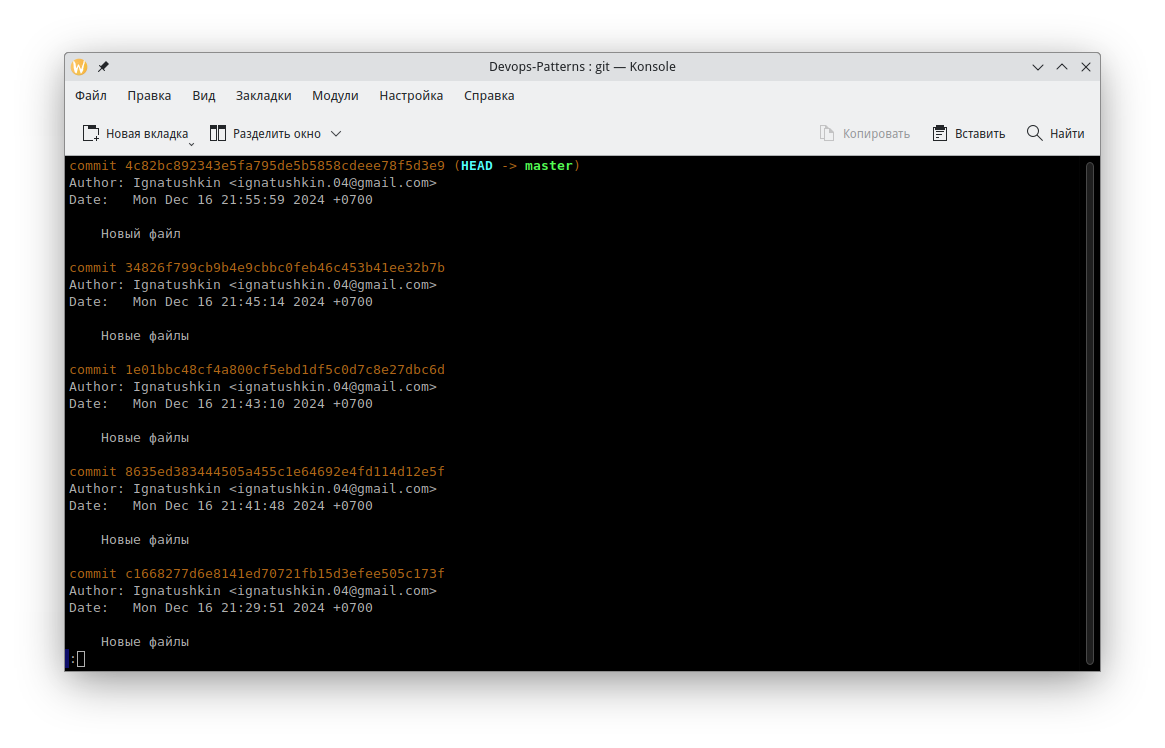 Devops-Patterns : git — Konsole
Файл Правка Вид Закладки Модули Настройка Справка
Новая вкладка Разделить окно Копировать Вставить Найти
commit 4c82bc892343e5fa795de5b5858cdeee78f5d3e9 (HEAD -> master)
Author: Ignatushkin <ignatushkin.04@gmail.com>
Date:   Mon Dec 16 21:55:59 2024 +0700
Новый файл
commit 34826f799cb9b4e9cbbc0feb46c453b41ee32b7b
Author: Ignatushkin <ignatushkin.04@gmail.com>
Date:   Mon Dec 16 21:45:14 2024 +0700
Новые файлы
commit 1e01bbc48cf4a800cf5ebd1df5c0d7c8e27dbc6d
Author: Ignatushkin <ignatushkin.04@gmail.com>
Date:   Mon Dec 16 21:43:10 2024 +0700
Новые файлы
commit 8635ed383444505a455c1e64692e4fd114d12e5f
Author: Ignatushkin <ignatushkin.04@gmail.com>
Date:   Mon Dec 16 21:41:48 2024 +0700
Новые файлы
commit c1668277d6e8141ed70721fb15d3efee505c173f
Author: Ignatushkin <ignatushkin.04@gmail.com>
Date:   Mon Dec 16 21:29:51 2024 +0700
Новые файлы
: